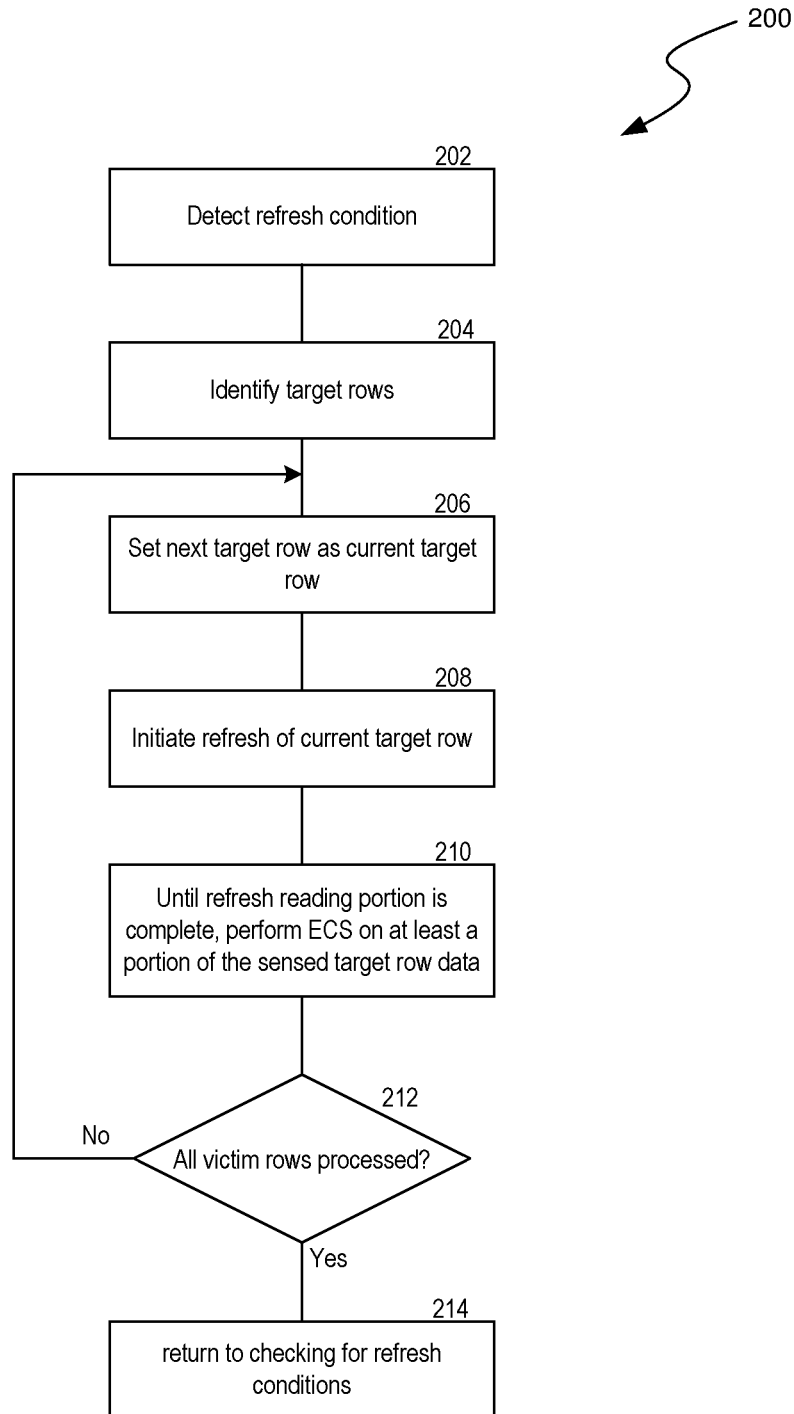 200
202
Detect refresh condition
204
Identify target rows
206
Set next target row as current target
row
208
Initiate refresh of current target row
210
Until refresh reading portion is
complete, perform ECS on at least a
portion of the sensed target row data
212
All victim rows processed?
No
Yes
214
return to checking for refresh
conditions